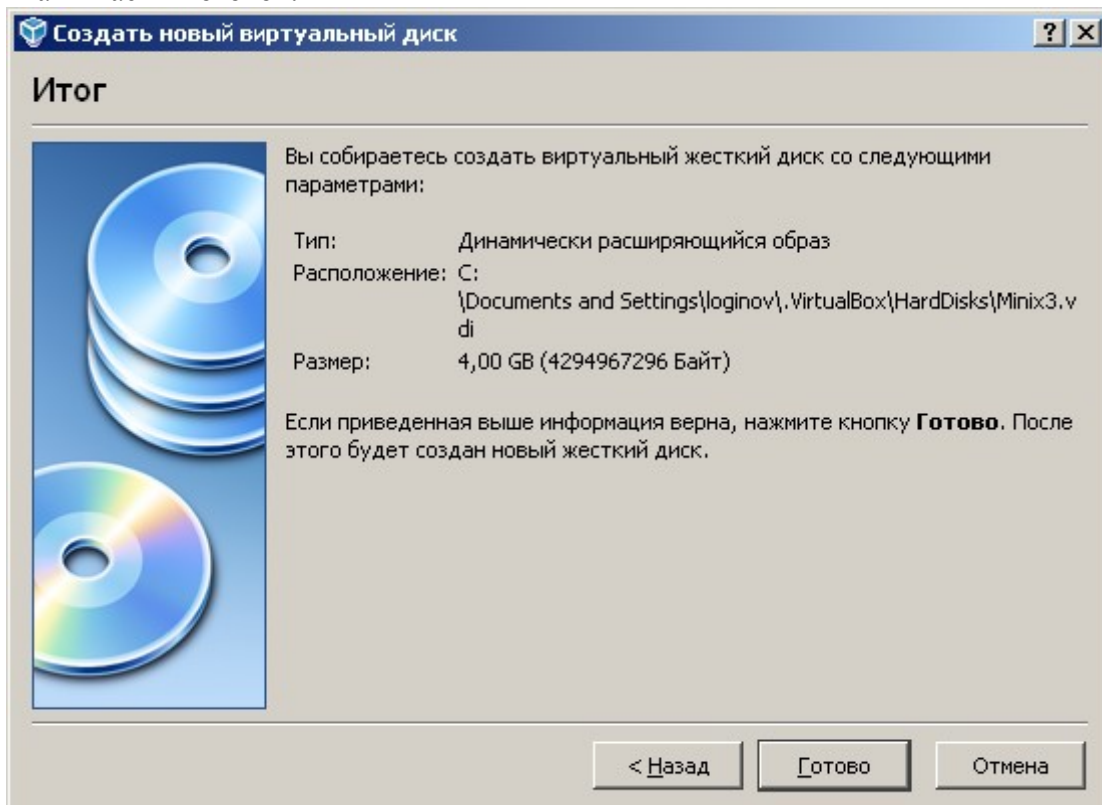 Создать новый виртуальный диск
Итог
Вы собираетесь создать виртуальный жесткий диск со следующими
параметрами:
Тип: Динамически расширяющийся образ
Расположение: C:
\Documents and Settings\loginov\.VirtualBox\HardDisks\Minix3.v
di
Размер: 4,00 GB (4294967296 Байт)
Если приведенная выше информация верна, нажмите кнопку Готово. После
этого будет создан новый жесткий диск.
< Назад Готово Отмена